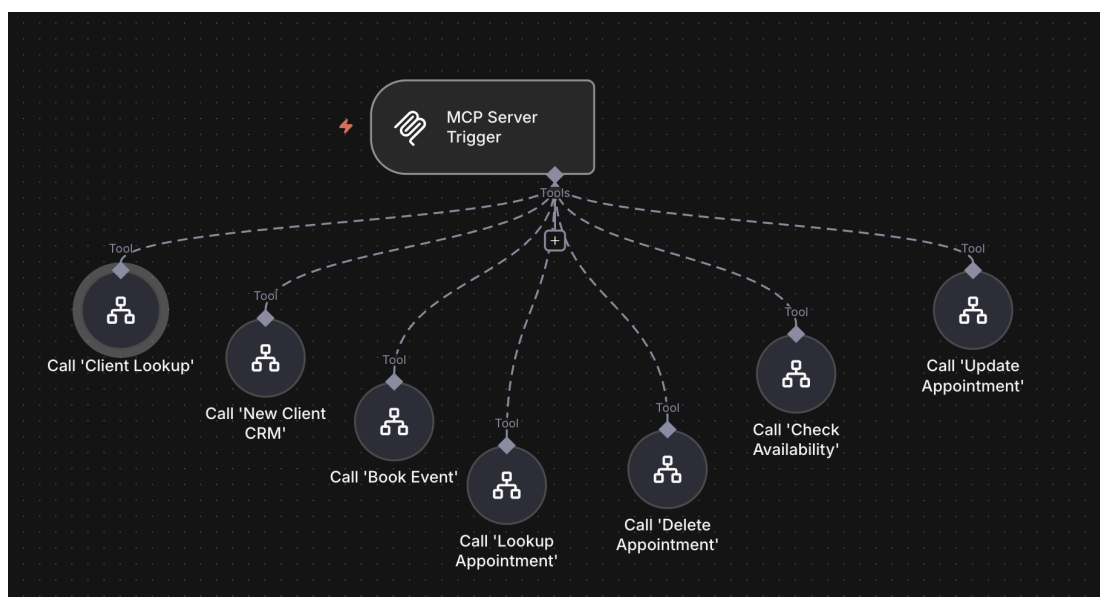 MCP Server
Trigger
Tools
Tool
Call 'Client Lookup'
Tool
Call 'New Client
CRM'
Tool
Call 'Book Event'
Tool
Call 'Lookup
Appointment'
Tool
Call 'Delete
Appointment'
Tool
Call 'Check
Availability'
Tool
Call 'Update
Appointment'